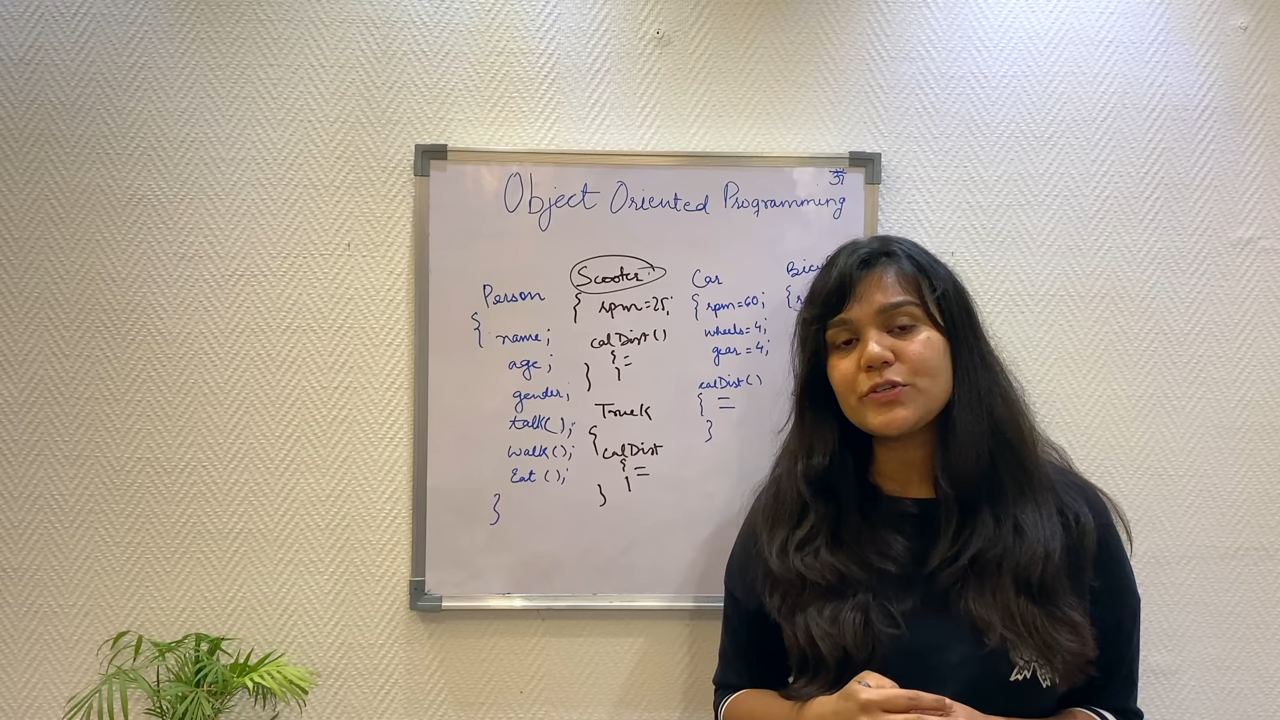 ॐ
Object Oriented Programming
Person
{ name;
age;
gender;
talk();
walk();
Eat();
}
Scooter
{ rpm=25;
calDist()
{ =
}
}
Truck
{
calDist
{ =
}
}
Car
{ rpm=60;
wheels=4;
gear=4;
calDist()
{ =
}
{